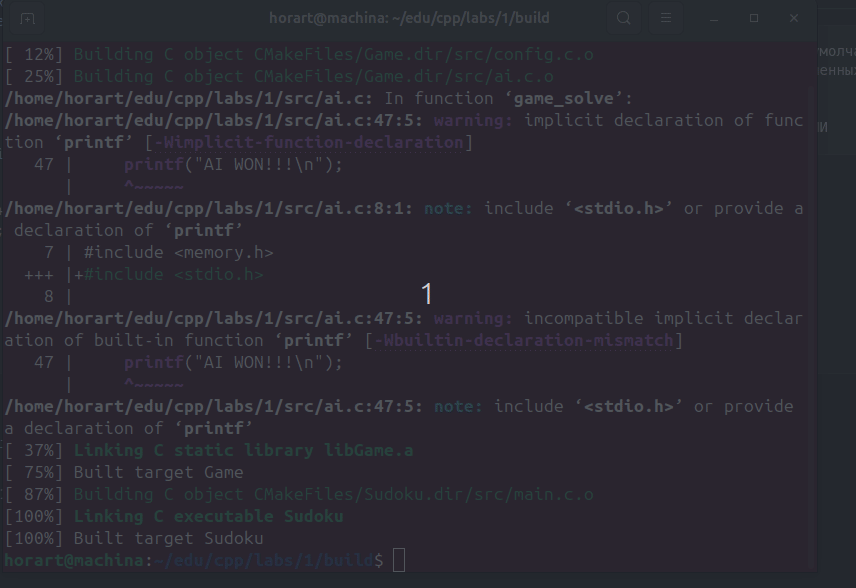 horart@machina: ~/edu/cpp/labs/1/build
[ 12%] Building C object CMakeFiles/Game.dir/src/config.c.o
[ 25%] Building C object CMakeFiles/Game.dir/src/ai.c.o
/home/horart/edu/cpp/labs/1/src/ai.c: In function ‘game_solve’:
/home/horart/edu/cpp/labs/1/src/ai.c:47:5: warning: implicit declaration of func
tion ‘printf’ [-Wimplicit-function-declaration]
47 |     printf("AI WON!!!\n");
|     ^~~~~~
/home/horart/edu/cpp/labs/1/src/ai.c:8:1: note: include ‘<stdio.h>’ or provide a
declaration of ‘printf’
7 | #include <memory.h>
+++ |+#include <stdio.h>
8 |
1
/home/horart/edu/cpp/labs/1/src/ai.c:47:5: warning: incompatible implicit declar
ation of built-in function ‘printf’ [-Wbuiltin-declaration-mismatch]
47 |     printf("AI WON!!!\n");
|     ^~~~~~
/home/horart/edu/cpp/labs/1/src/ai.c:47:5: note: include ‘<stdio.h>’ or provide
a declaration of ‘printf’
[ 37%] Linking C static library libGame.a
[ 75%] Built target Game
[ 87%] Building C object CMakeFiles/Sudoku.dir/src/main.c.o
[100%] Linking C executable Sudoku
[100%] Built target Sudoku
horart@machina:~/edu/cpp/labs/1/build$